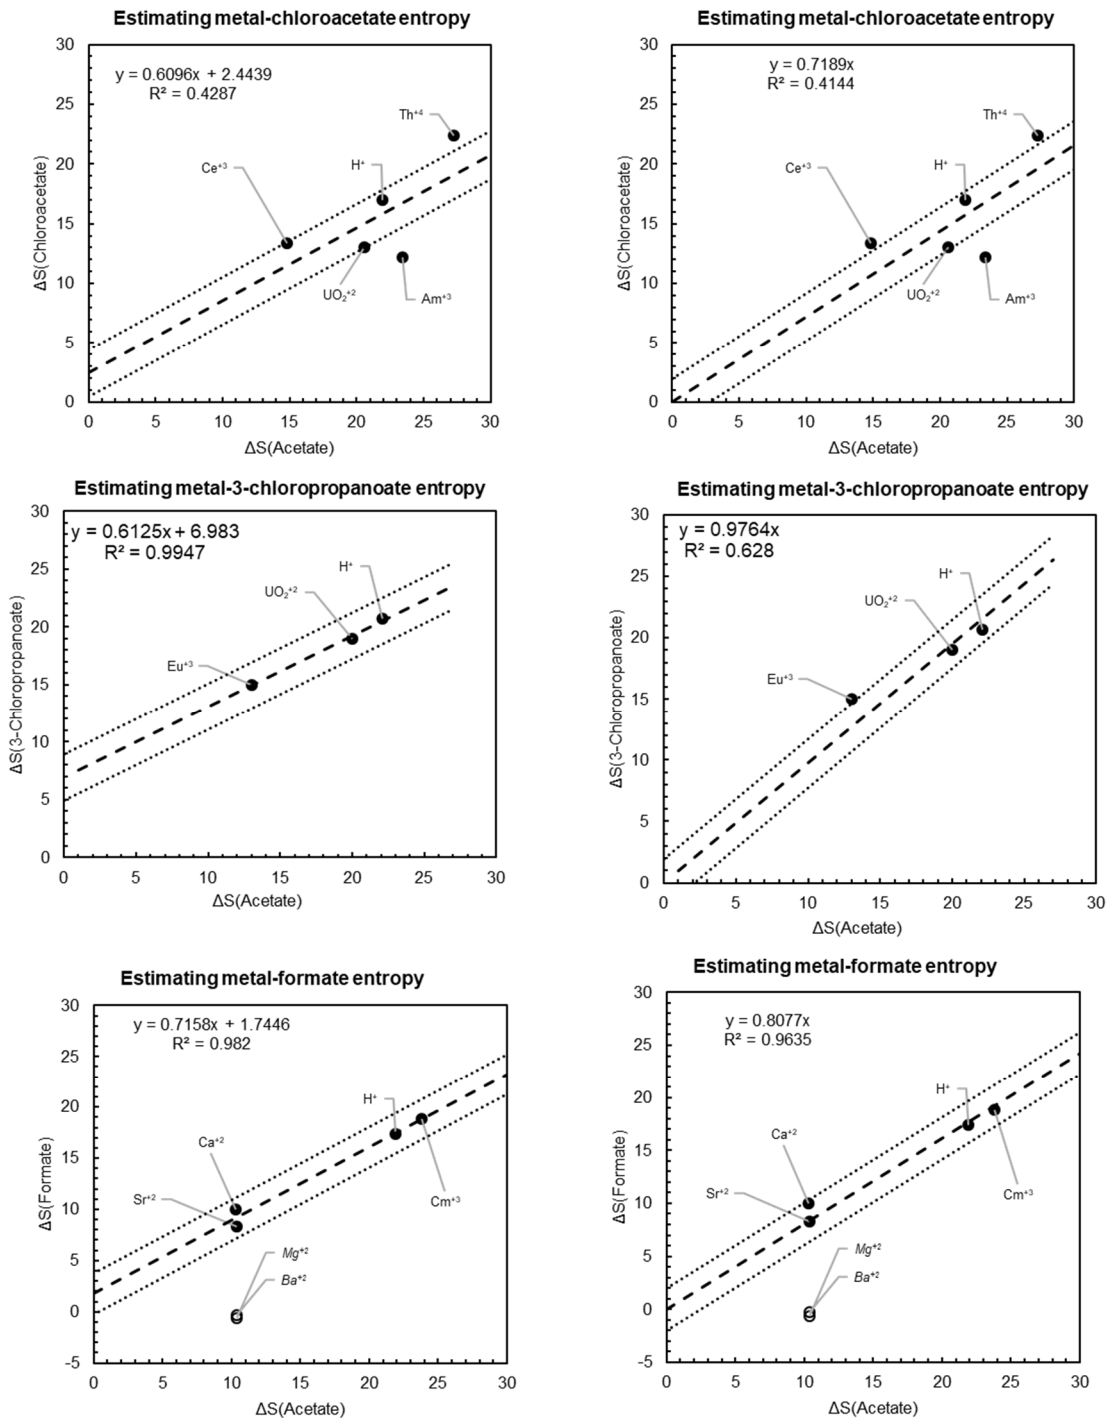 Estimating metal-chloroacetate entropy
y = 0.6096x + 2.4439
R² = 0.4287
Th⁺⁴
Ce⁺³
H⁺
UO₂⁺²
Am⁺³
ΔS(Chloroacetate)
30
25
20
15
10
5
0
0 5 10 15 20 25 30
ΔS(Acetate)
Estimating metal-chloroacetate entropy
y = 0.7189x
R² = 0.4144
Th⁺⁴
Ce⁺³
H⁺
UO₂⁺²
Am⁺³
ΔS(Chloroacetate)
30
25
20
15
10
5
0
0 5 10 15 20 25 30
ΔS(Acetate)
Estimating metal-3-chloropropanoate entropy
y = 0.6125x + 6.983
R² = 0.9947
H⁺
UO₂⁺²
Eu⁺³
ΔS(3-Chloropropanoate)
30
25
20
15
10
5
0
0 5 10 15 20 25 30
ΔS(Acetate)
Estimating metal-3-chloropropanoate entropy
y = 0.9764x
R² = 0.628
H⁺
UO₂⁺²
Eu⁺³
ΔS(3-Chloropropanoate)
30
25
20
15
10
5
0
0 5 10 15 20 25 30
ΔS(Acetate)
Estimating metal-formate entropy
y = 0.7158x + 1.7446
R² = 0.982
H⁺
Ca⁺²
Sr⁺²
Cm⁺³
Mg⁺²
Ba⁺²
ΔS(Formate)
30
25
20
15
10
5
0
-5
0 5 10 15 20 25 30
ΔS(Acetate)
Estimating metal-formate entropy
y = 0.8077x
R² = 0.9635
H⁺
Ca⁺²
Sr⁺²
Cm⁺³
Mg⁺²
Ba⁺²
ΔS(Formate)
30
25
20
15
10
5
0
-5
0 5 10 15 20 25 30
ΔS(Acetate)